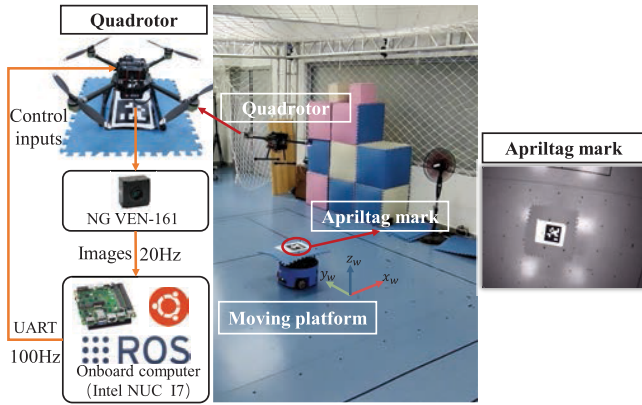 Quadrotor
Control
inputs
NG VEN-161
Images 20Hz
UART
100Hz
ROS
Onboard computer
(Intel NUC I7)
Quadrotor
Apriltag mark
z_w
y_w
x_w
Moving platform
Apriltag mark